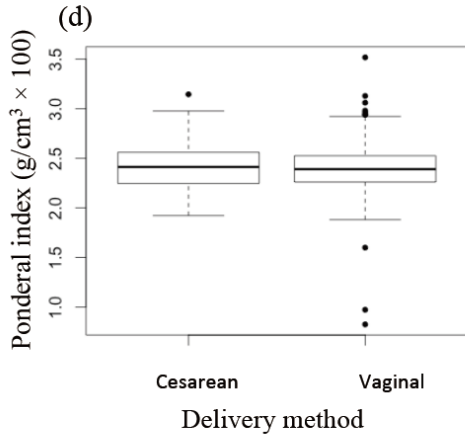 (d)
Ponderal index (g/cm³ × 100)
3.5
3.0
2.5
2.0
1.5
1.0
Cesarean Vaginal
Delivery method